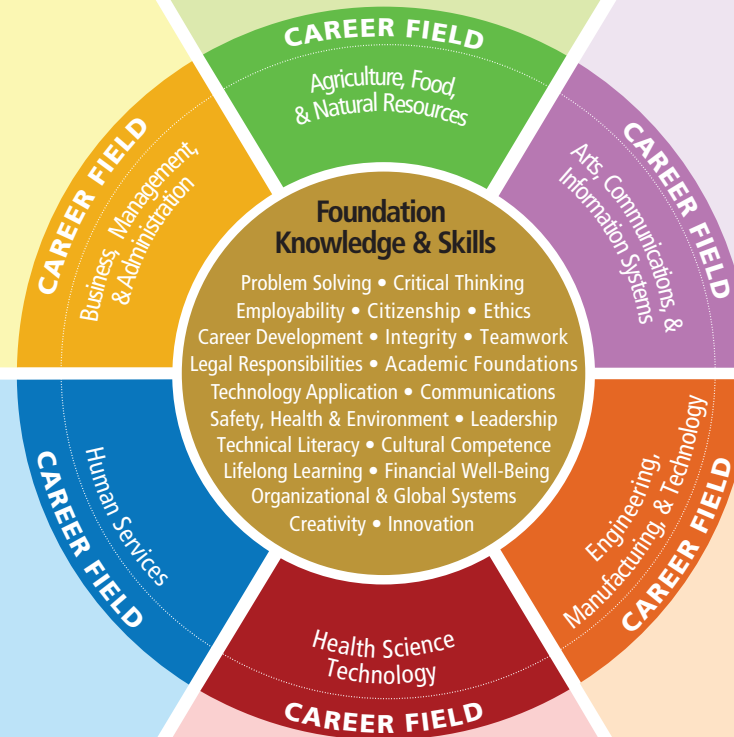 CAREER FIELD
Agriculture, Food,
& Natural Resources
CAREER FIELD
Arts, Communications, &
Information Systems
CAREER FIELD
Business, Management,
& Administration
Foundation
Knowledge & Skills
Problem Solving • Critical Thinking
Employability • Citizenship • Ethics
Career Development • Integrity • Teamwork
Legal Responsibilities • Academic Foundations
Technology Application • Communications
Safety, Health & Environment • Leadership
Technical Literacy • Cultural Competence
Lifelong Learning • Financial Well-Being
Organizational & Global Systems
Creativity • Innovation
Human Services
CAREER FIELD
Engineering,
Manufacturing, & Technology
CAREER FIELD
Health Science
Technology
CAREER FIELD